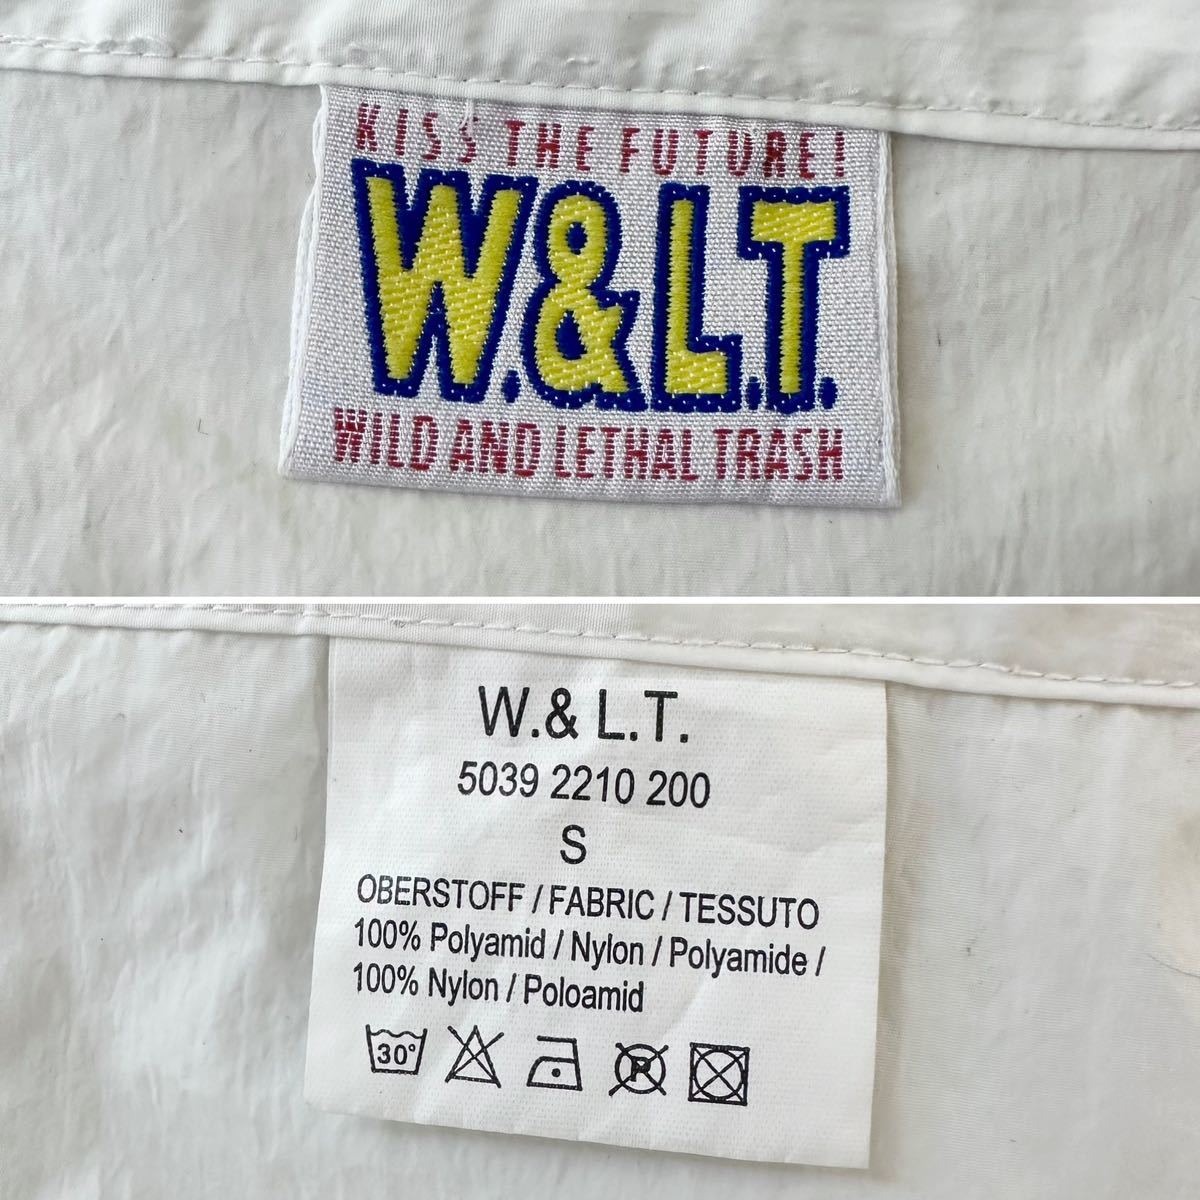 KISS THE FUTURE!
W.&L.T.
WILD AND LETHAL TRASH
W.& L.T.
5039 2210 200
S
OBERSTOFF / FABRIC / TESSUTO
100% Polyamid / Nylon / Polyamide /
100% Nylon / Poloamid
30° P